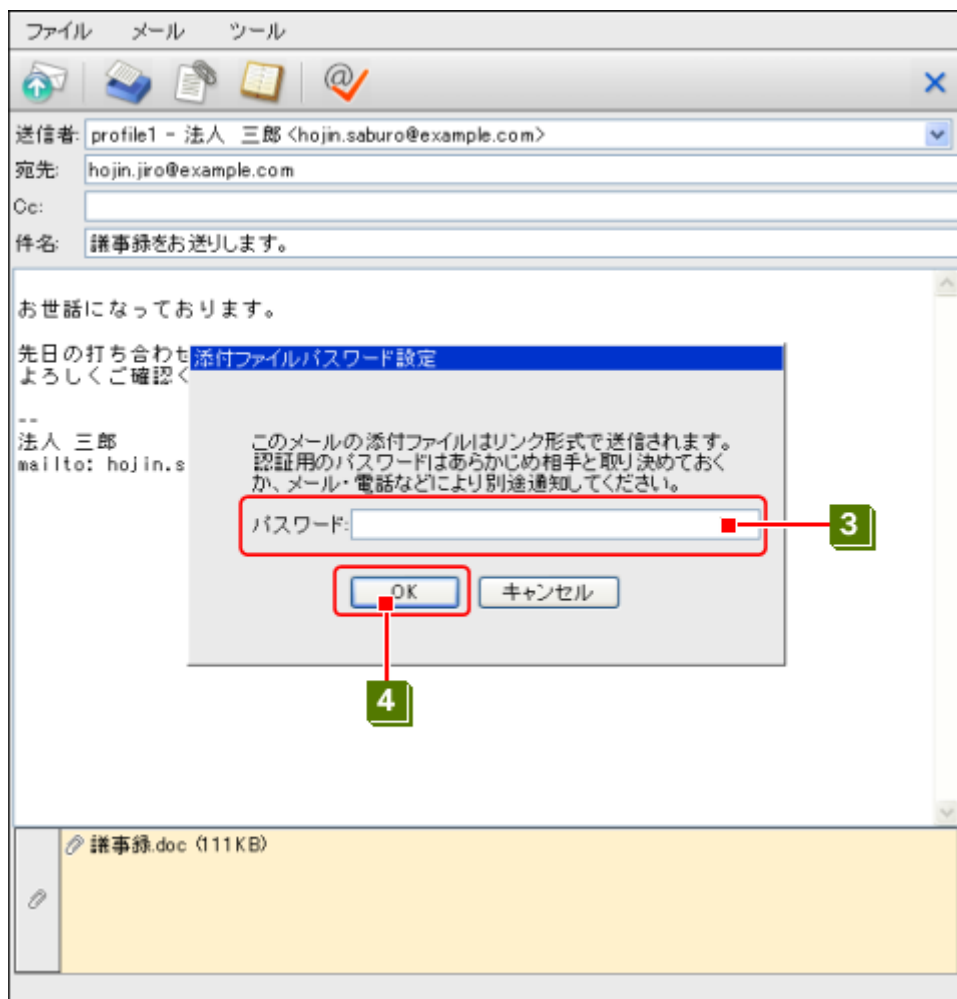 ファイル メール ツール
送信者: profile1 - 法人 三郎 <hojin.saburo@example.com>
宛先: hojin.jiro@example.com
Cc:
件名: 議事録をお送りします。
お世話になっております。
先日の打ち合わせ
よろしくご確認く
--
法人 三郎
mailto: hojin.s
添付ファイルパスワード設定
このメールの添付ファイルはリンク形式で送信されます。
認証用のパスワードはあらかじめ相手と取り決めておく
か、メール・電話などにより別途通知してください。
パスワード:
3
OK キャンセル
4
議事録.doc (111KB)